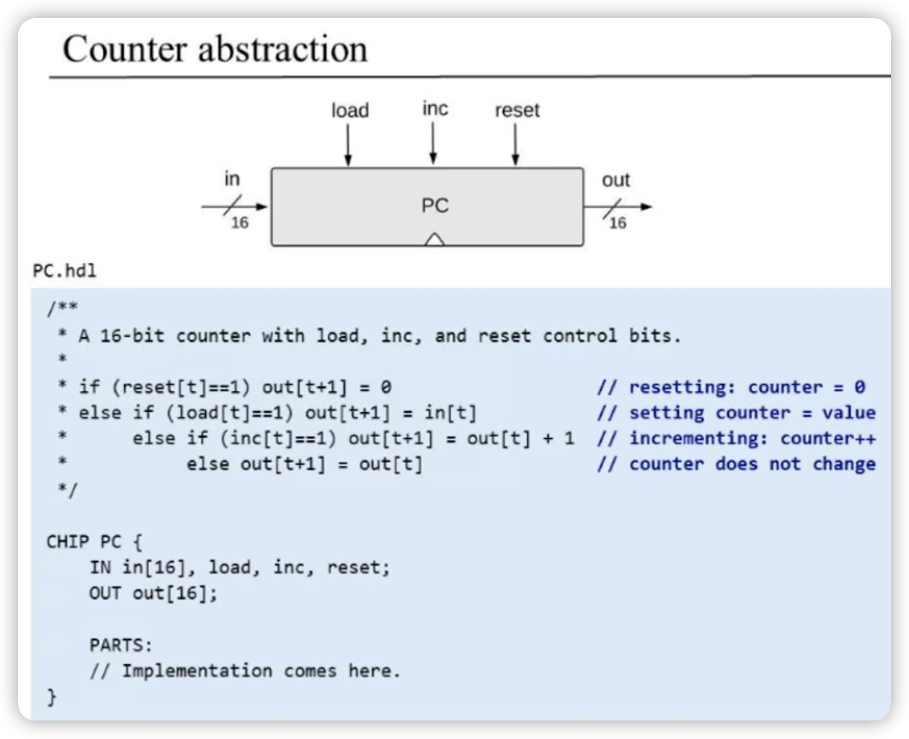 Counter abstraction
load inc reset
in out
PC
16 16
PC.hdl
/**
* A 16-bit counter with load, inc, and reset control bits.
*
* if (reset[t]==1) out[t+1] = 0 // resetting: counter = 0
* else if (load[t]==1) out[t+1] = in[t] // setting counter = value
* else if (inc[t]==1) out[t+1] = out[t] + 1 // incrementing: counter++
* else out[t+1] = out[t] // counter does not change
*/
CHIP PC {
IN in[16], load, inc, reset;
OUT out[16];
PARTS:
// Implementation comes here.
}